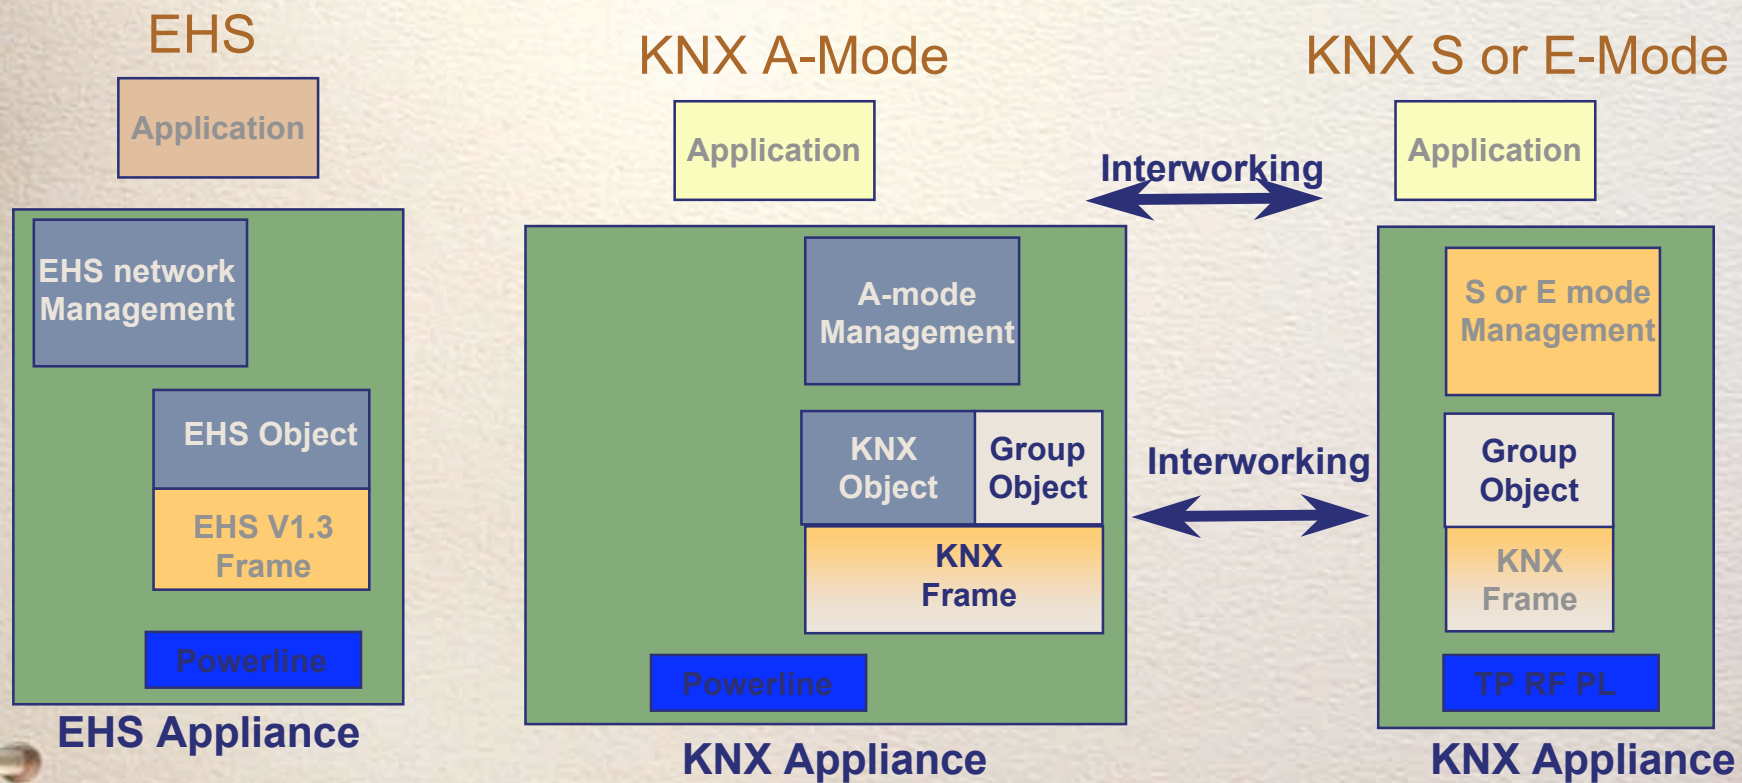 EHS
Application
EHS network
Management
EHS Object
EHS V1.3
Frame
Powerline
EHS Appliance
KNX A-Mode
Application
A-mode
Management
KNX
Object
Group
Object
KNX
Frame
Powerline
KNX Appliance
Interworking
Interworking
KNX S or E-Mode
Application
S or E mode
Management
Group
Object
KNX
Frame
TP RF PL
KNX Appliance